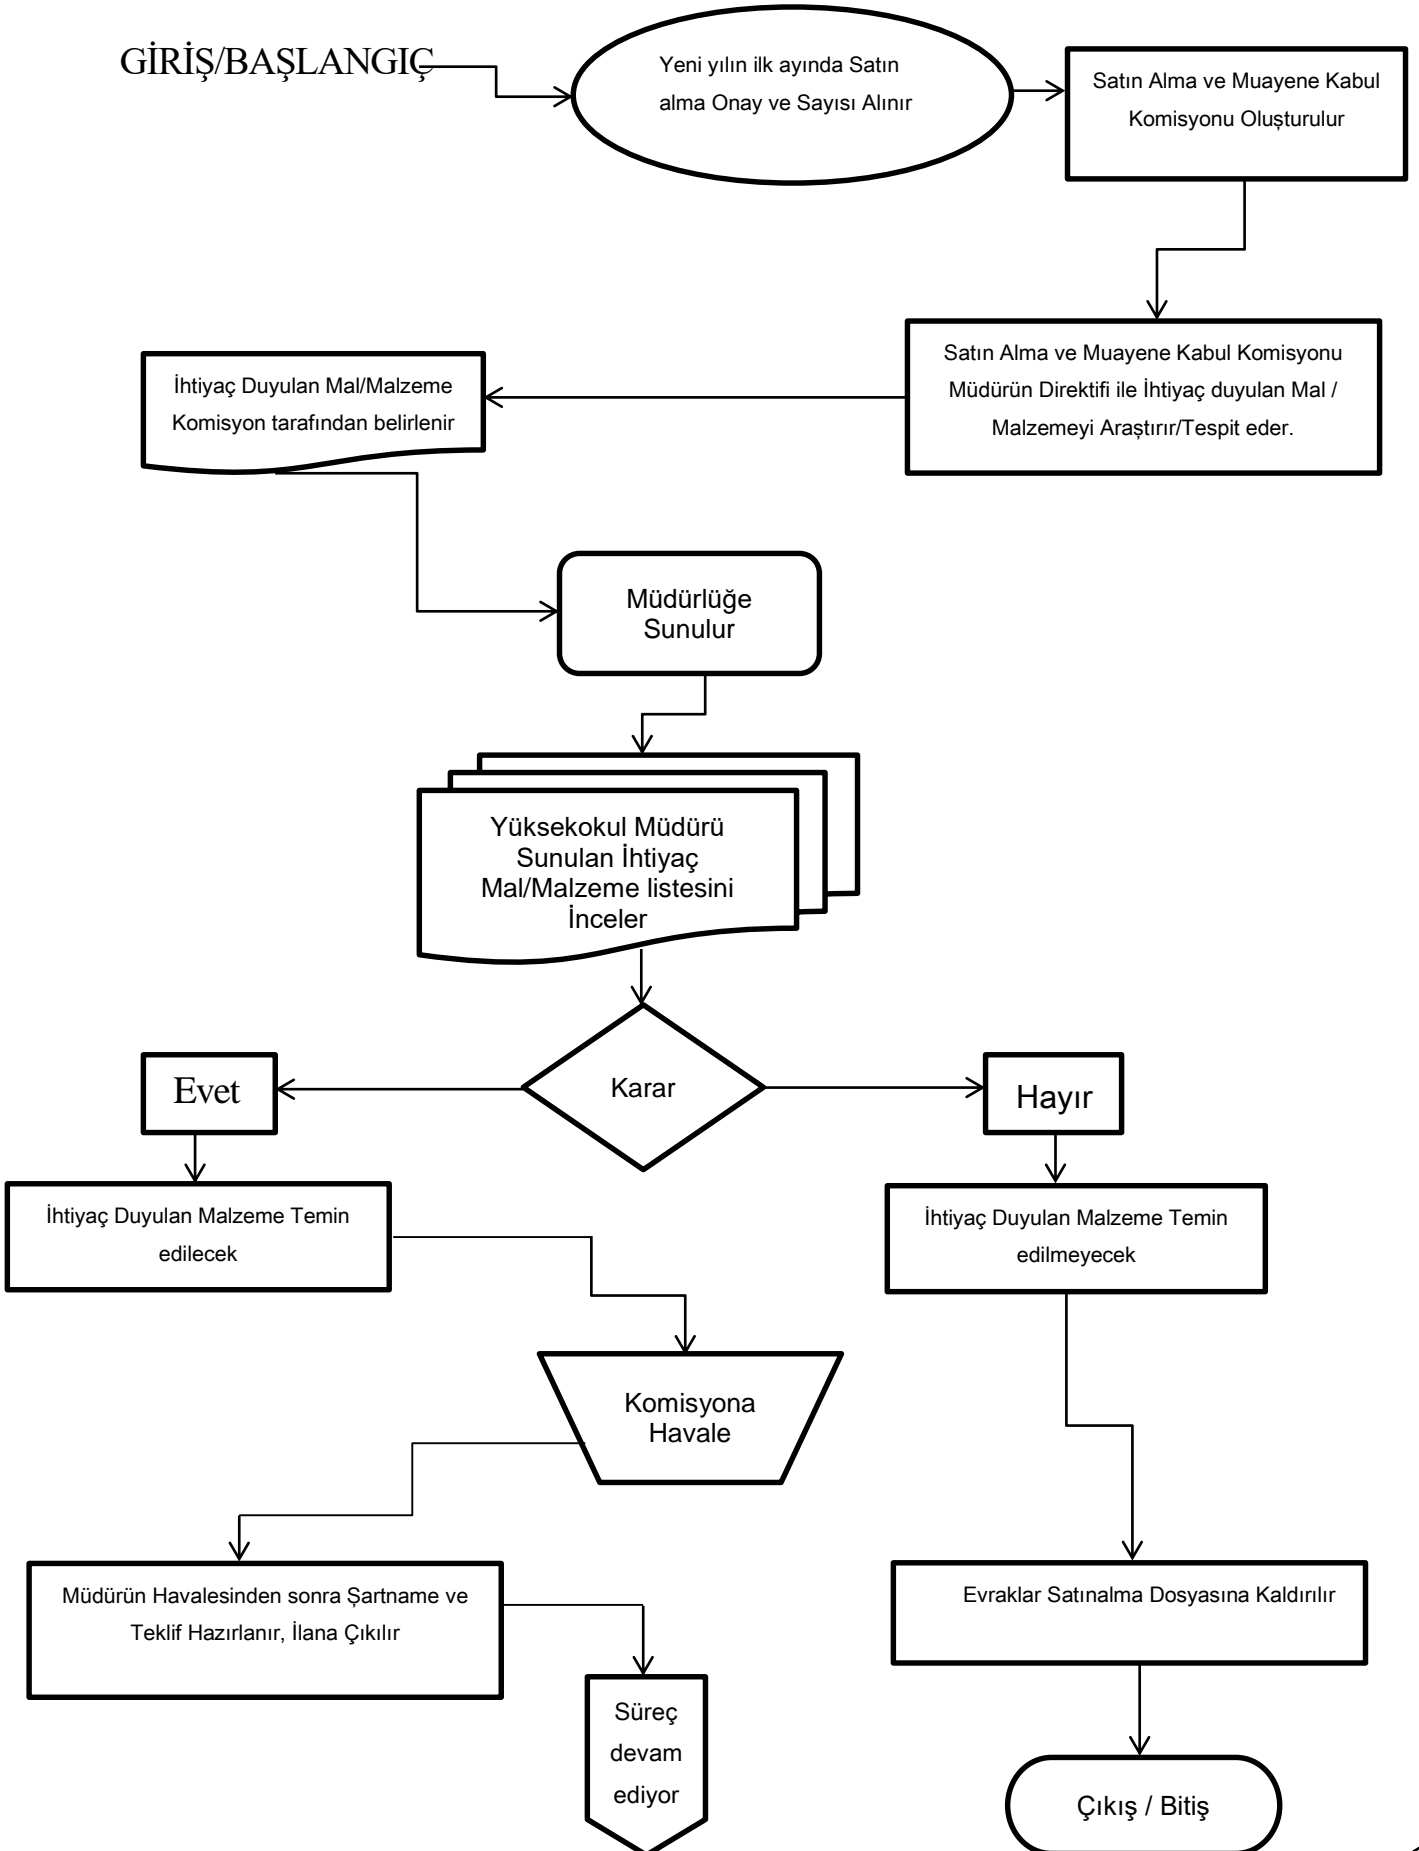 GİRİŞ/BAŞLANGIÇ
Yeni yılın ilk ayında Satın
alma Onay ve Sayısı Alınır
Satın Alma ve Muayene Kabul
Komisyonu Oluşturulur
Satın Alma ve Muayene Kabul Komisyonu
Müdürün Direktifi ile İhtiyaç duyulan Mal /
Malzemeyi Araştırır/Tespit eder.
İhtiyaç Duyulan Mal/Malzeme
Komisyon tarafından belirlenir
Müdürlüğe
Sunulur
Yüksekokul Müdürü
Sunulan İhtiyaç
Mal/Malzeme listesini
İnceler
Karar
Evet
Hayır
İhtiyaç Duyulan Malzeme Temin
edilecek
İhtiyaç Duyulan Malzeme Temin
edilmeyecek
Komisyona
Havale
Müdürün Havalesinden sonra Şartname ve
Teklif Hazırlanır, İlana Çıkılır
Evraklar Satınalma Dosyasına Kaldırılır
Süreç
devam
ediyor
Çıkış / Bitiş